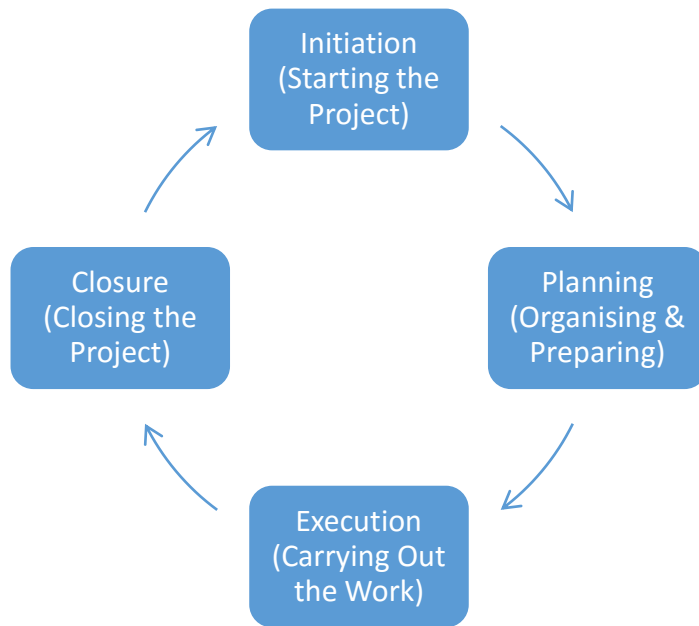 Initiation
(Starting the
Project)
Planning
(Organising &
Preparing)
Execution
(Carrying Out
the Work)
Closure
(Closing the
Project)